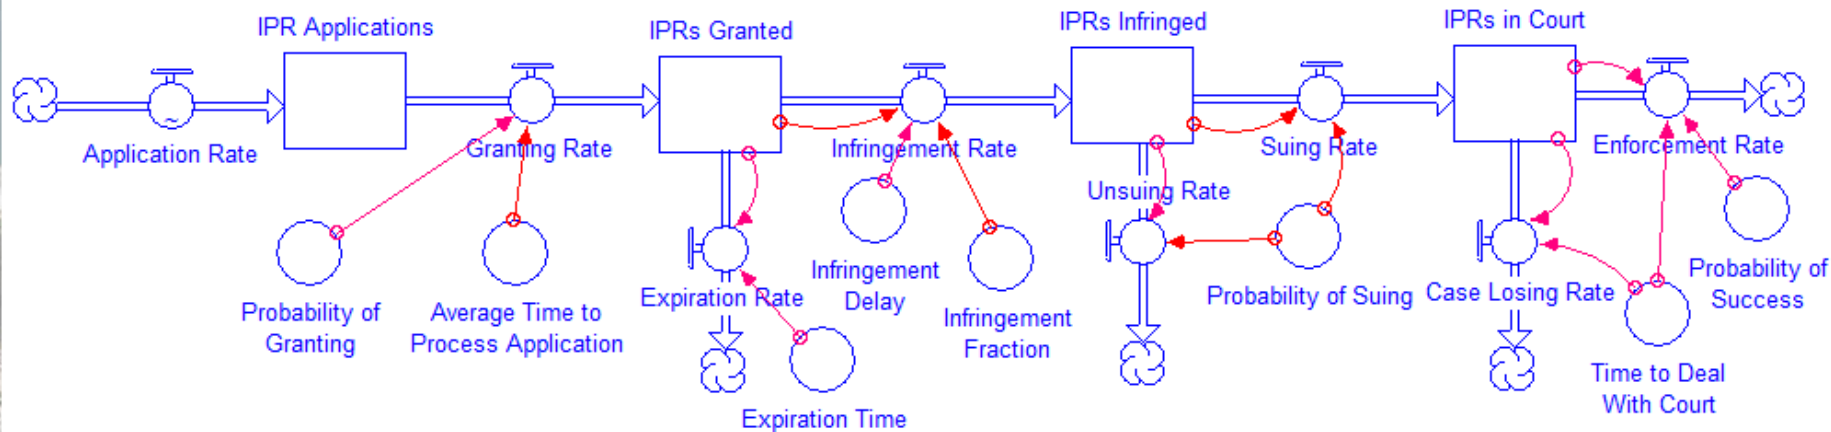 IPR Applications
IPRs Granted
IPRs Infringed
IPRs in Court
Application Rate
Granting Rate
Infringement Rate
Suing Rate
Enforcement Rate
Unsuing Rate
Probability of
Granting
Average Time to
Process Application
Expiration Rate
Infringement
Delay
Infringement
Fraction
Probability of Suing
Case Losing Rate
Probability of
Success
Expiration Time
Time to Deal
With Court